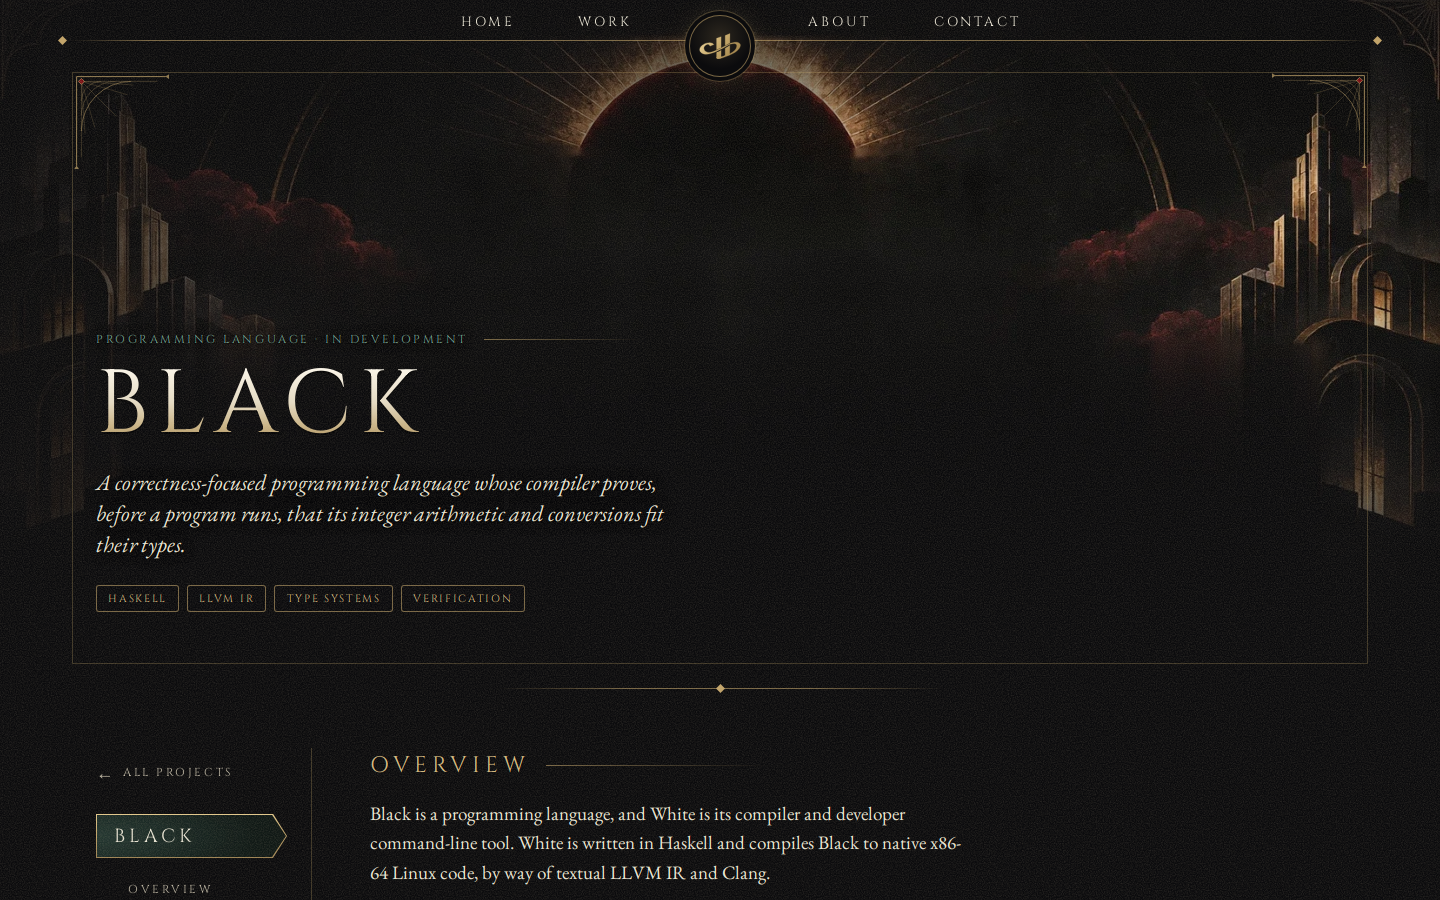 HOME WORK ABOUT CONTACT
PROGRAMMING LANGUAGE · IN DEVELOPMENT
BLACK
A correctness-focused programming language whose compiler proves,
before a program runs, that its integer arithmetic and conversions fit
their types.
HASKELL LLVM IR TYPE SYSTEMS VERIFICATION
← ALL PROJECTS
BLACK
OVERVIEW
OVERVIEW
Black is a programming language, and White is its compiler and developer
command-line tool. White is written in Haskell and compiles Black to native x86-
64 Linux code, by way of textual LLVM IR and Clang.